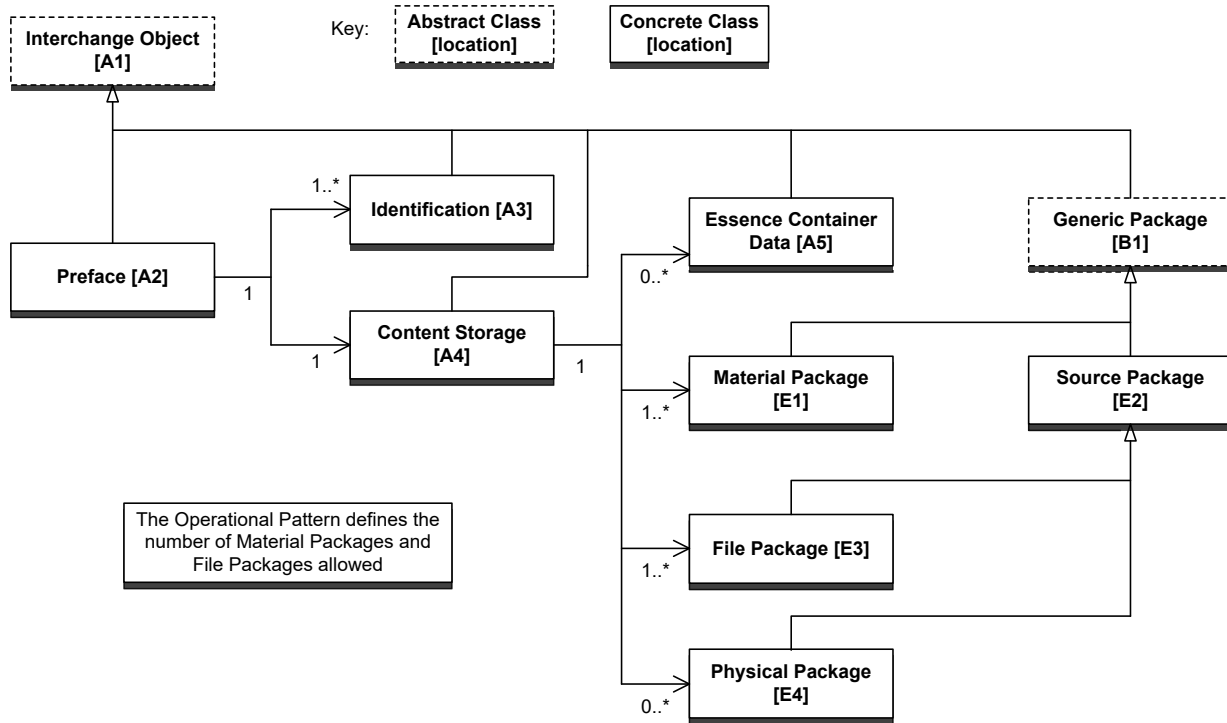 Interchange Object
[A1]
Key:
Abstract Class
[location]
Concrete Class
[location]
1..*
Identification [A3]
Essence Container
Data [A5]
Generic Package
[B1]
Preface [A2]
1
0..*
Content Storage
[A4]
1
1
Material Package
[E1]
Source Package
[E2]
1..*
The Operational Pattern defines the
number of Material Packages and
File Packages allowed
File Package [E3]
1..*
Physical Package
[E4]
0..*